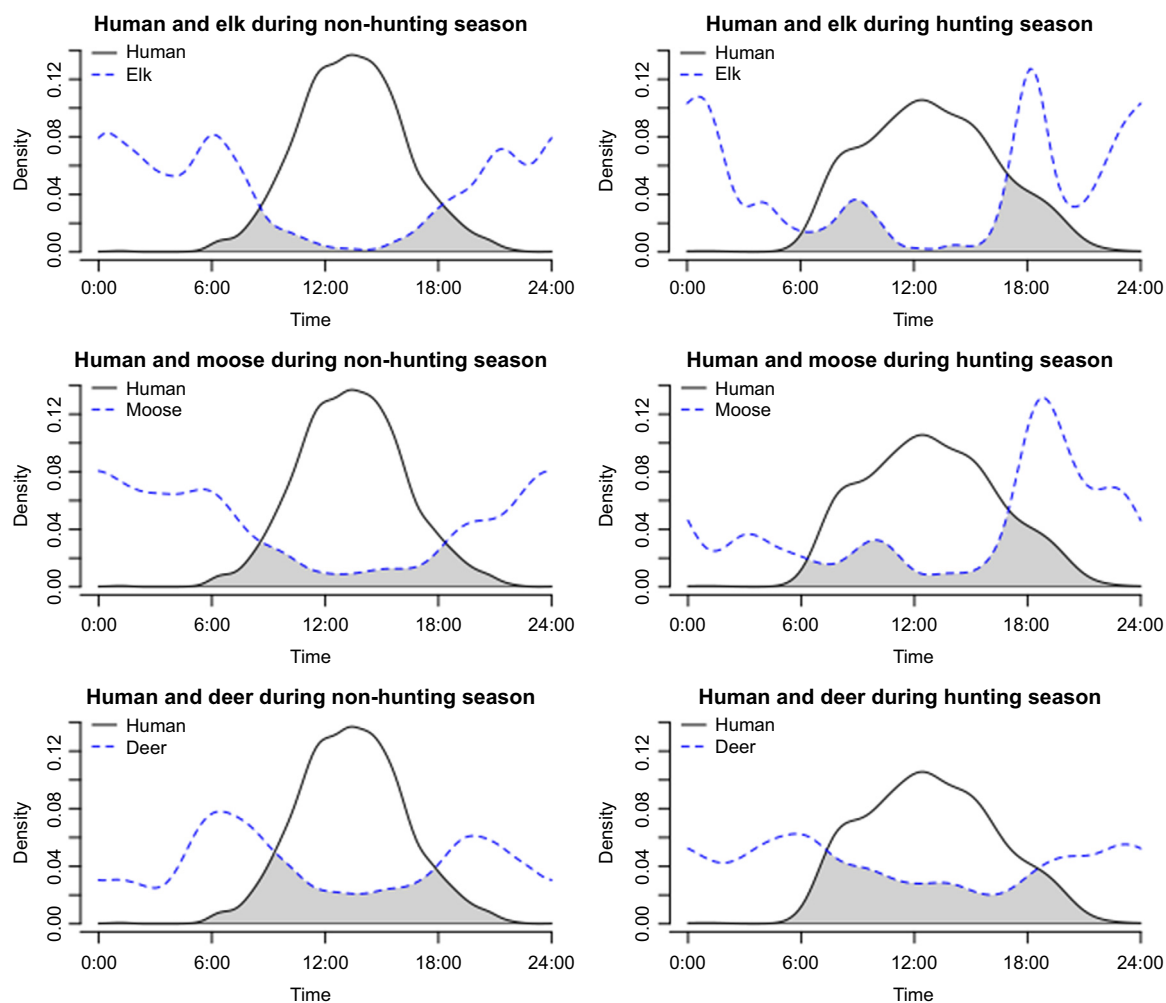 Human and elk during non-hunting season
Human
Elk
Density
0.00 0.04 0.08 0.12
0:00 6:00 12:00 18:00 24:00
Time
Human and elk during hunting season
Human
Elk
Density
0.00 0.04 0.08 0.12
0:00 6:00 12:00 18:00 24:00
Time
Human and moose during non-hunting season
Human
Moose
Density
0.00 0.04 0.08 0.12
0:00 6:00 12:00 18:00 24:00
Time
Human and moose during hunting season
Human
Moose
Density
0.00 0.04 0.08 0.12
0:00 6:00 12:00 18:00 24:00
Time
Human and deer during non-hunting season
Human
Deer
Density
0.00 0.04 0.08 0.12
0:00 6:00 12:00 18:00 24:00
Time
Human and deer during hunting season
Human
Deer
Density
0.00 0.04 0.08 0.12
0:00 6:00 12:00 18:00 24:00
Time